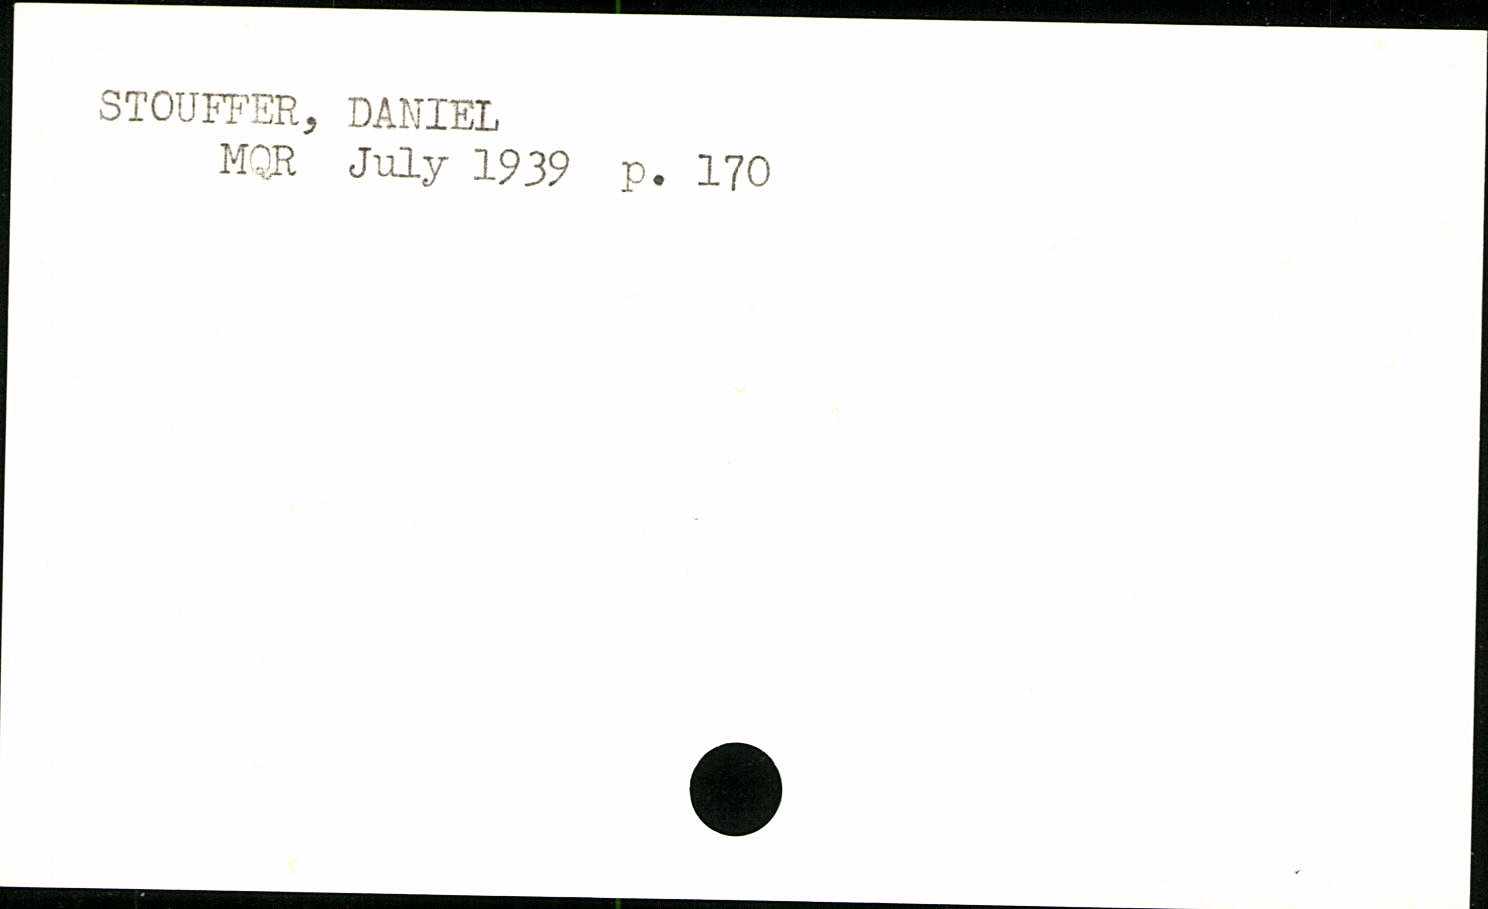 STOUFFER, DANIEL
MQR July 1939 p. 170